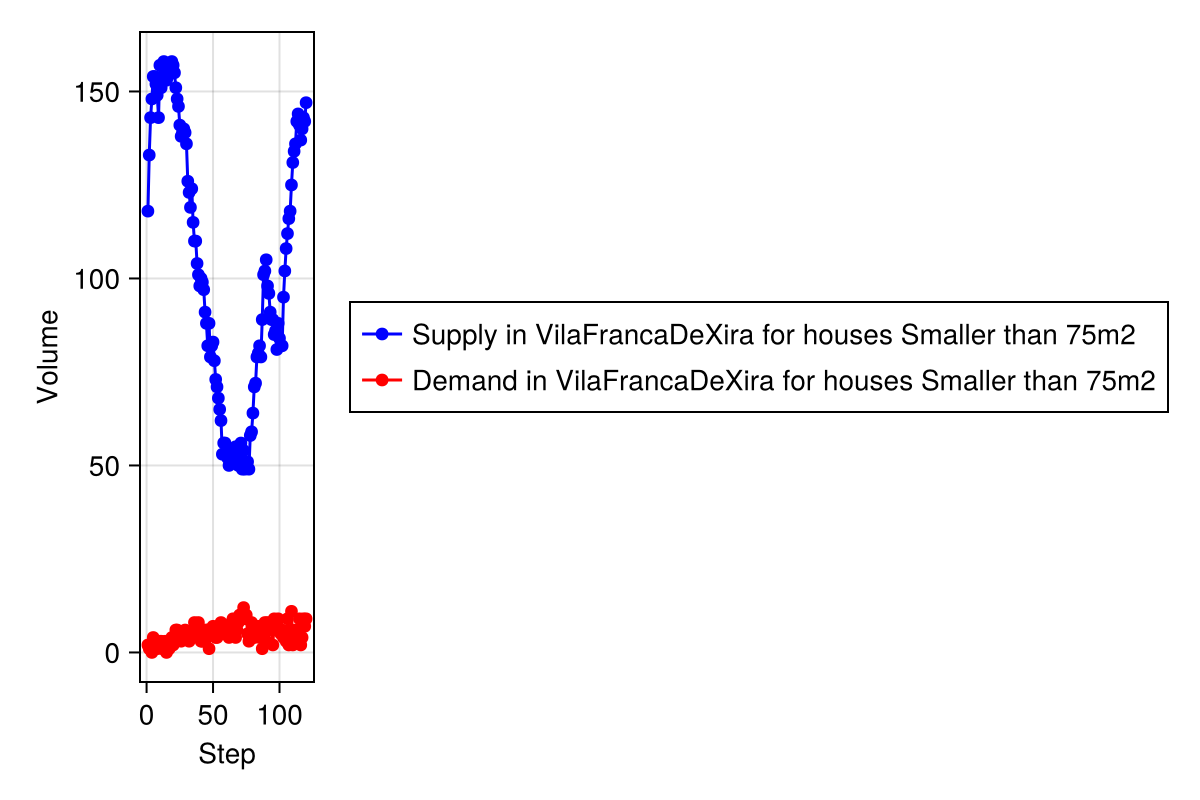 150
100
50
0
Volume
0 50 100
Step
Supply in VilaFrancaDeXira for houses Smaller than 75m2
Demand in VilaFrancaDeXira for houses Smaller than 75m2